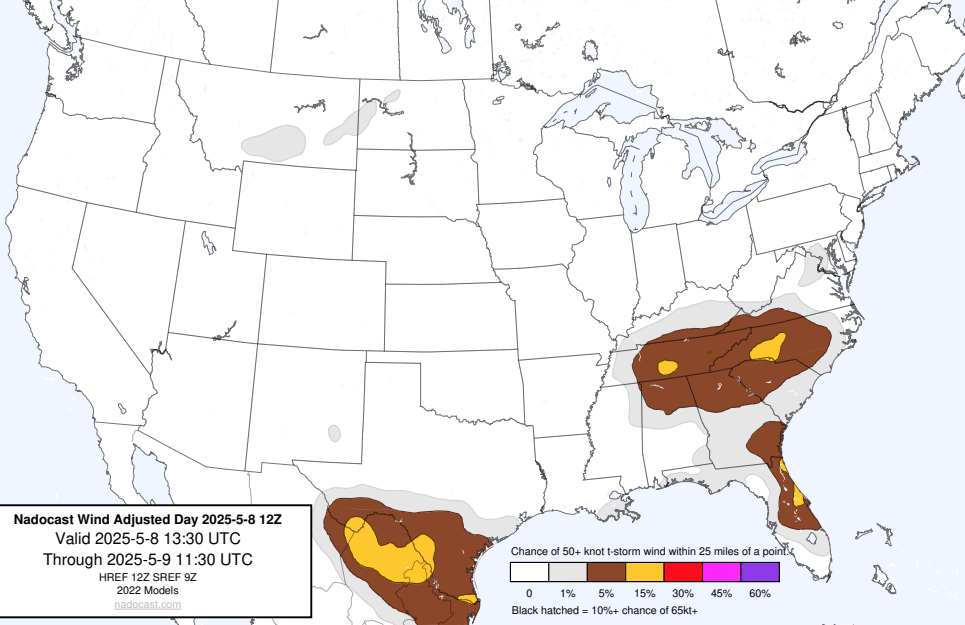 Nadocast Wind Adjusted Day 2025-5-8 12Z
Valid 2025-5-8 13:30 UTC
Through 2025-5-9 11:30 UTC
HREF 12Z SREF 9Z
2022 Models
nadocast.com
Chance of 50+ knot t-storm wind within 25 miles of a point.
0 1% 5% 15% 30% 45% 60%
Black hatched = 10%+ chance of 65kt+